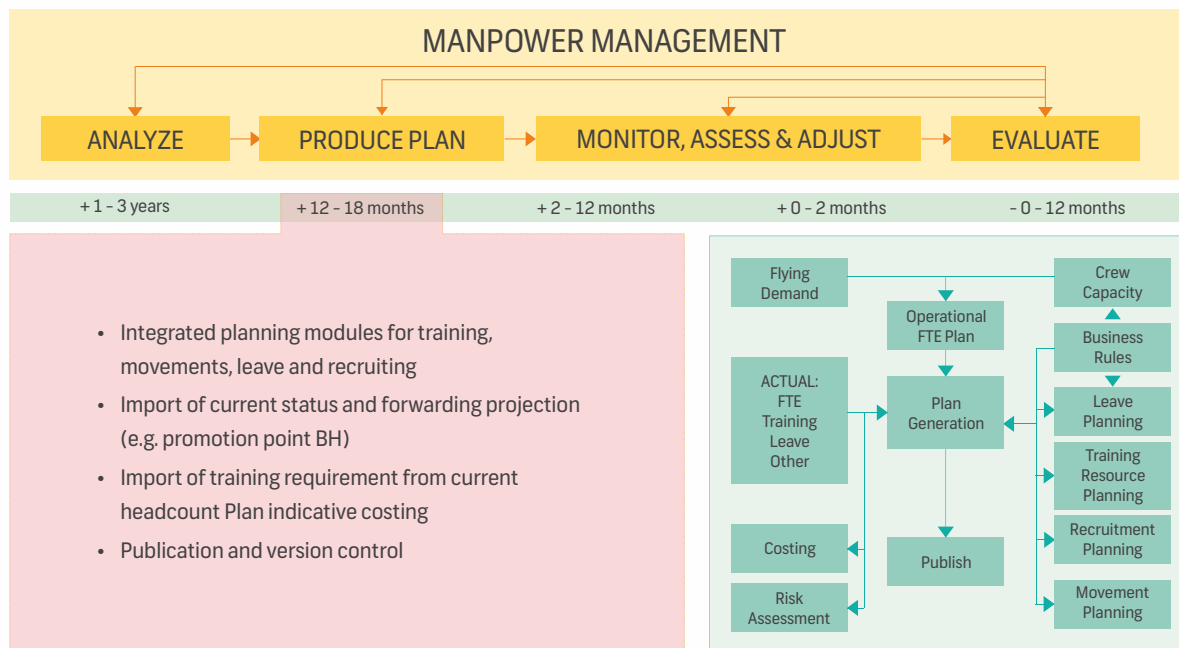 MANPOWER MANAGEMENT
ANALYZE
PRODUCE PLAN
MONITOR, ASSESS & ADJUST
EVALUATE
+ 1 - 3 years
+ 12 - 18 months
+ 2 - 12 months
+ 0 - 2 months
- 0 - 12 months
• Integrated planning modules for training,
movements, leave and recruiting
• Import of current status and forwarding projection
(e.g. promotion point BH)
• Import of training requirement from current
headcount Plan indicative costing
• Publication and version control
Flying
Demand
Crew
Capacity
Operational
FTE Plan
Business
Rules
ACTUAL:
FTE
Training
Leave
Other
Plan
Generation
Leave
Planning
Training
Resource
Planning
Costing
Publish
Recruitment
Planning
Risk
Assessment
Movement
Planning